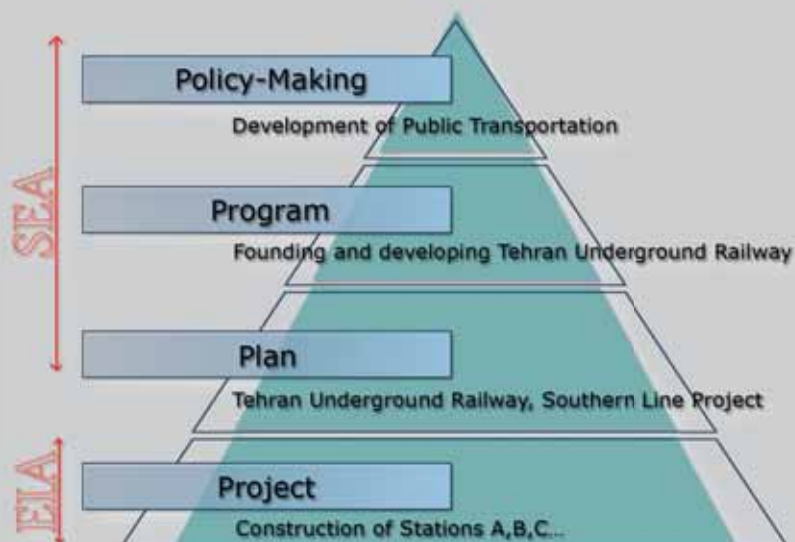 SEA
Policy-Making
Development of Public Transportation
Program
Founding and developing Tehran Underground Railway
Plan
Tehran Underground Railway, Southern Line Project
EIA
Project
Construction of Stations A,B,C...